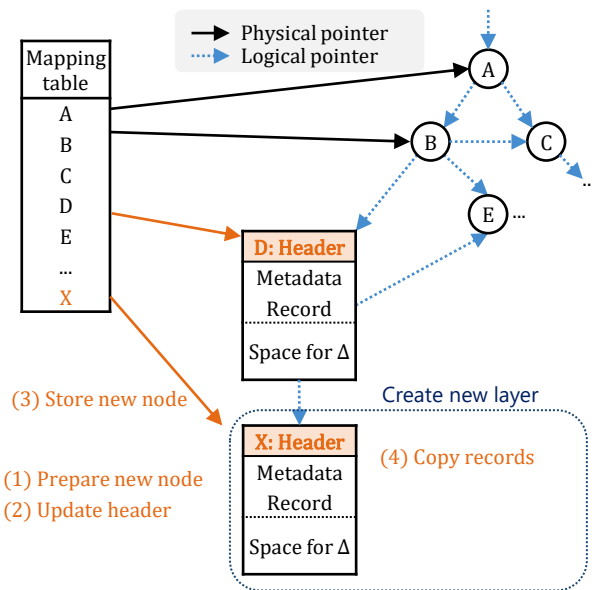 Physical pointer
Logical pointer
Mapping
table
A
B
C
D
E
...
X
A
B
C
..
E
...
D: Header
Metadata
Record
Space for Δ
(3) Store new node
Create new layer
X: Header
Metadata
Record
Space for Δ
(4) Copy records
(1) Prepare new node
(2) Update header